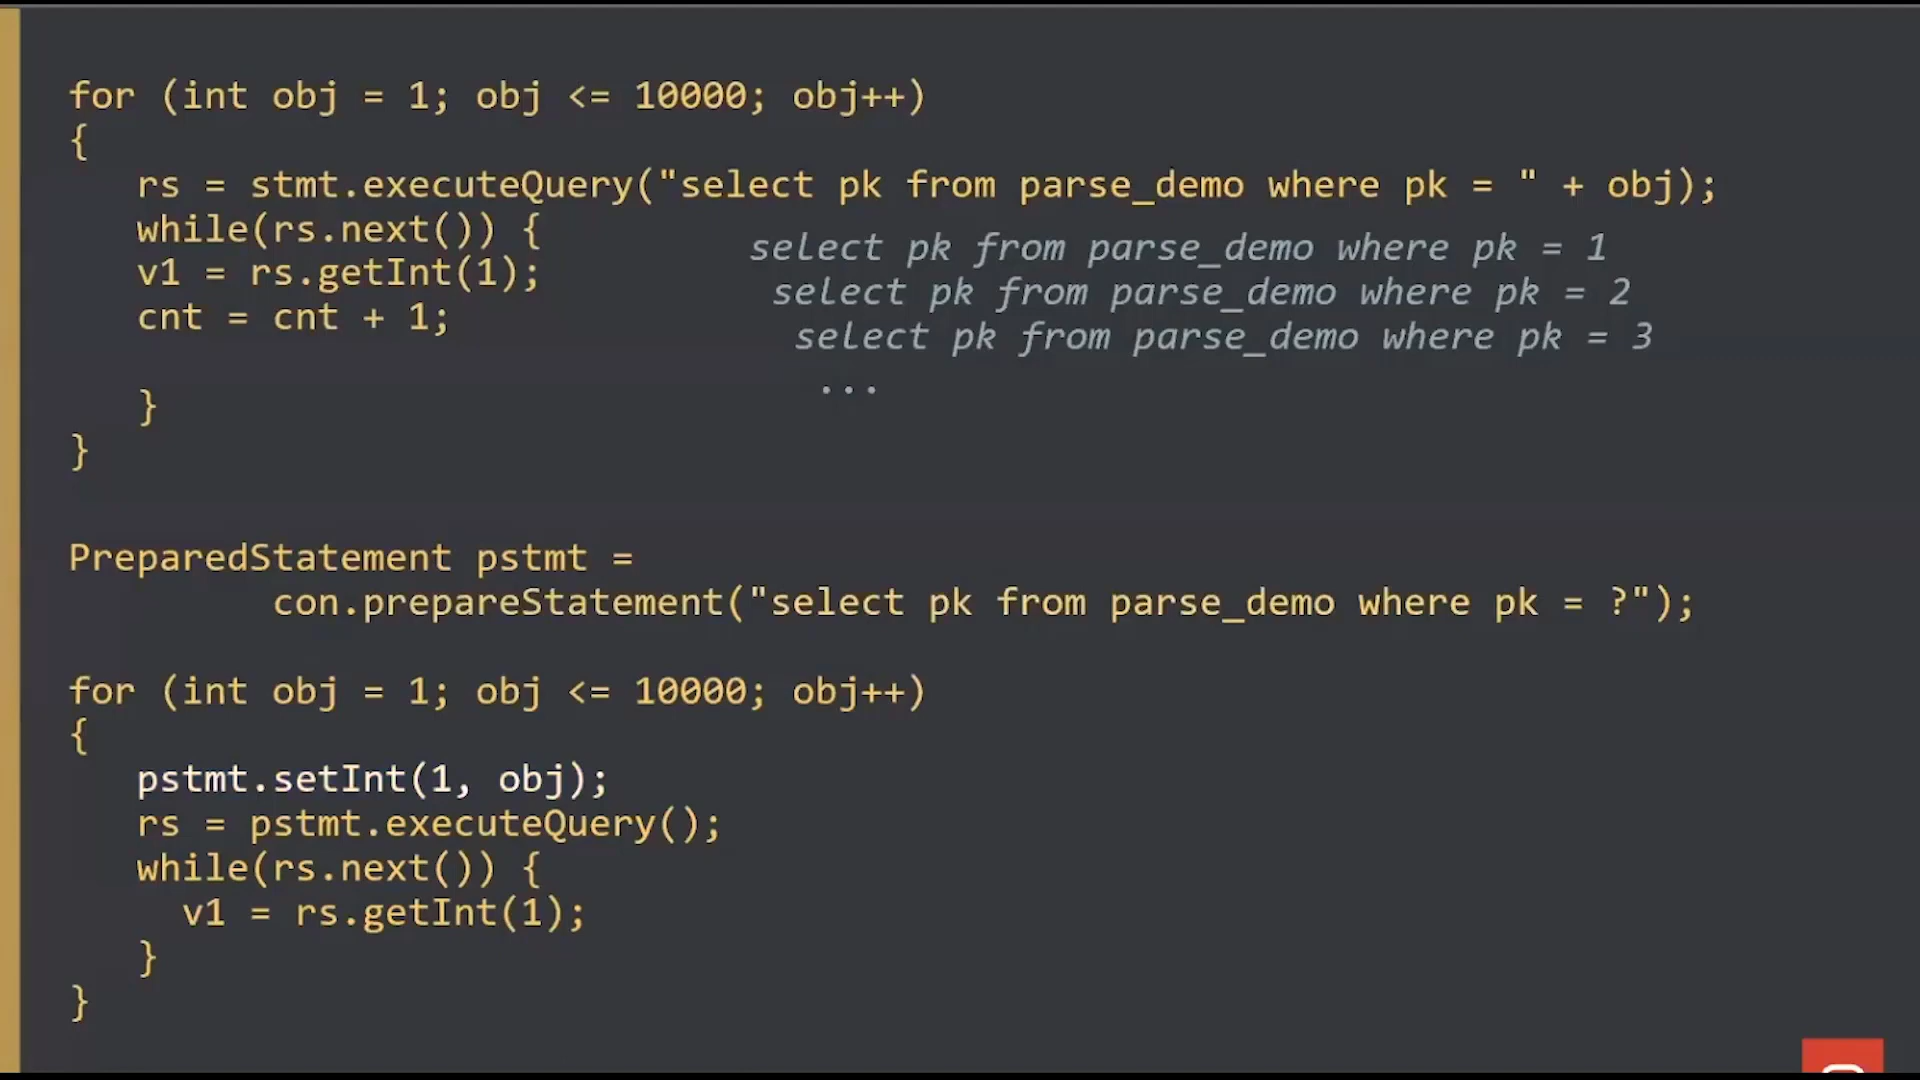 for (int obj = 1; obj <= 10000; obj++)
{
rs = stmt.executeQuery("select pk from parse_demo where pk = " + obj);
while(rs.next()) {
select pk from parse_demo where pk = 1
v1 = rs.getInt(1);
select pk from parse_demo where pk = 2
cnt = cnt + 1;
select pk from parse_demo where pk = 3
...
}
}
PreparedStatement pstmt =
con.prepareStatement("select pk from parse_demo where pk = ?");
for (int obj = 1; obj <= 10000; obj++)
{
pstmt.setInt(1, obj);
rs = pstmt.executeQuery();
while(rs.next()) {
v1 = rs.getInt(1);
}
}